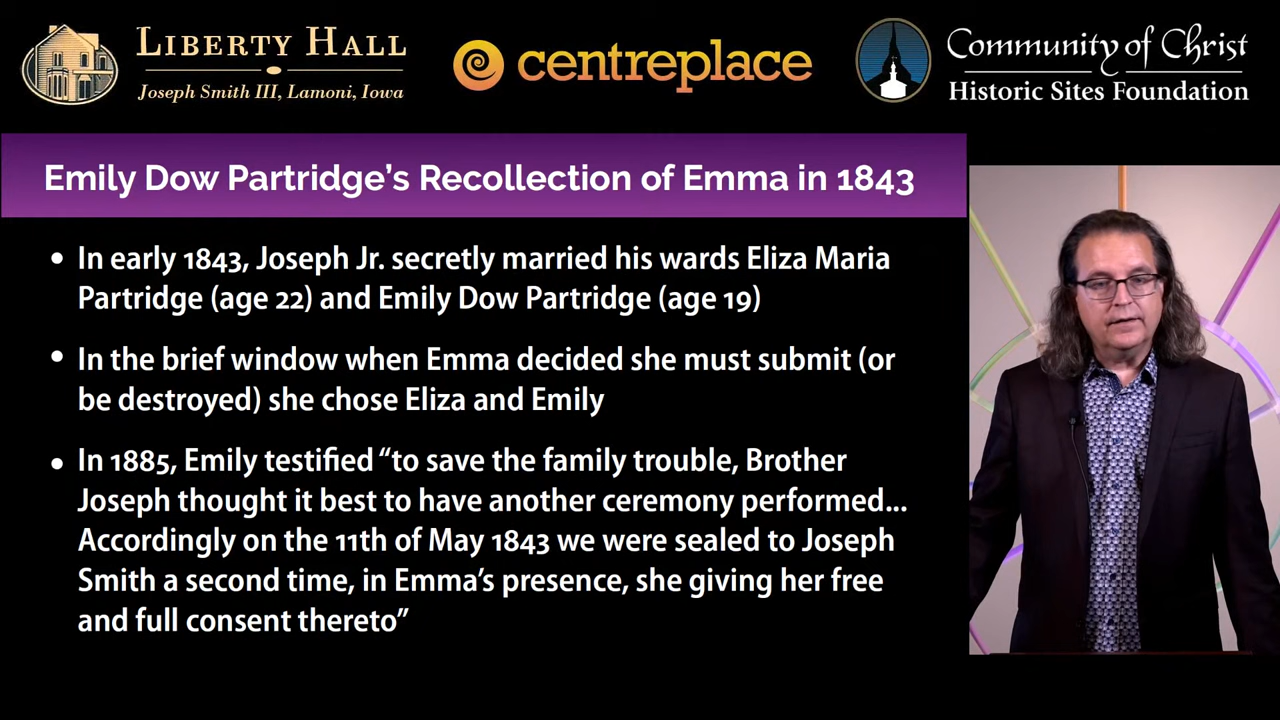 LIBERTY HALL
Joseph Smith III, Lamoni, Iowa
centreplace
Community of Christ
Historic Sites Foundation
Emily Dow Partridge’s Recollection of Emma in 1843
• In early 1843, Joseph Jr. secretly married his wards Eliza Maria
Partridge (age 22) and Emily Dow Partridge (age 19)
• In the brief window when Emma decided she must submit (or
be destroyed) she chose Eliza and Emily
• In 1885, Emily testified “to save the family trouble, Brother
Joseph thought it best to have another ceremony performed...
Accordingly on the 11th of May 1843 we were sealed to Joseph
Smith a second time, in Emma’s presence, she giving her free
and full consent thereto”